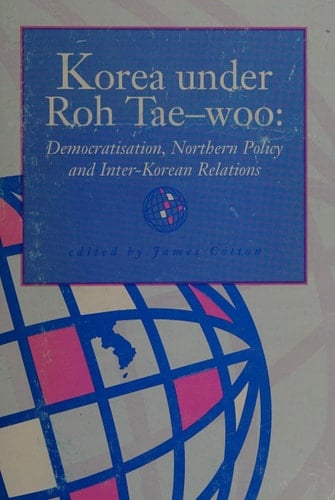 Korea under
Roh Tae–woo:
Democratisation, Northern Policy
and Inter-Korean Relations
edited by James Cotton